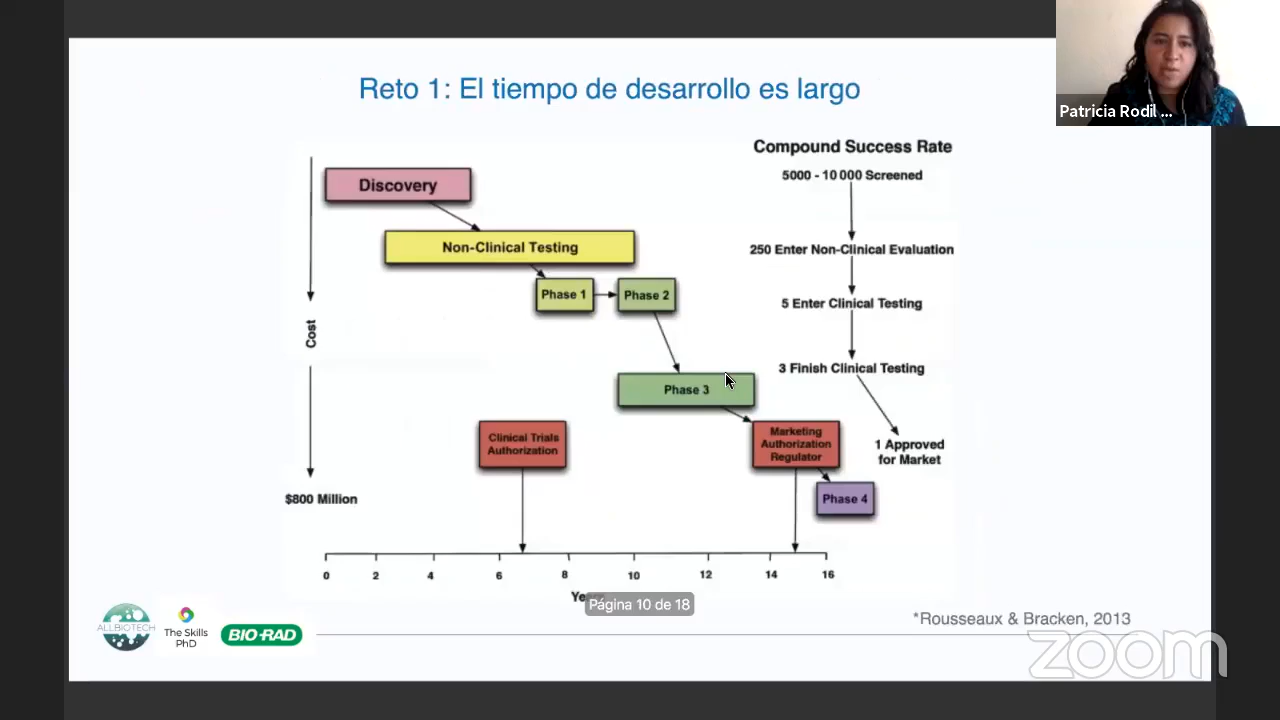 Patricia Rodil ...
Reto 1: El tiempo de desarrollo es largo
Discovery
Non-Clinical Testing
Phase 1
Phase 2
Phase 3
Clinical Trials
Authorization
Marketing
Authorization
Regulator
Phase 4
Cost
$800 Million
0 2 4 6 8 10 12 14 16
Compound Success Rate
5000 - 10 000 Screened
250 Enter Non-Clinical Evaluation
5 Enter Clinical Testing
3 Finish Clinical Testing
1 Approved
for Market
Página 10 de 18
*Rousseaux & Bracken, 2013
ALLBIOTECH
The Skills
PhD
BIO-RAD
zoom